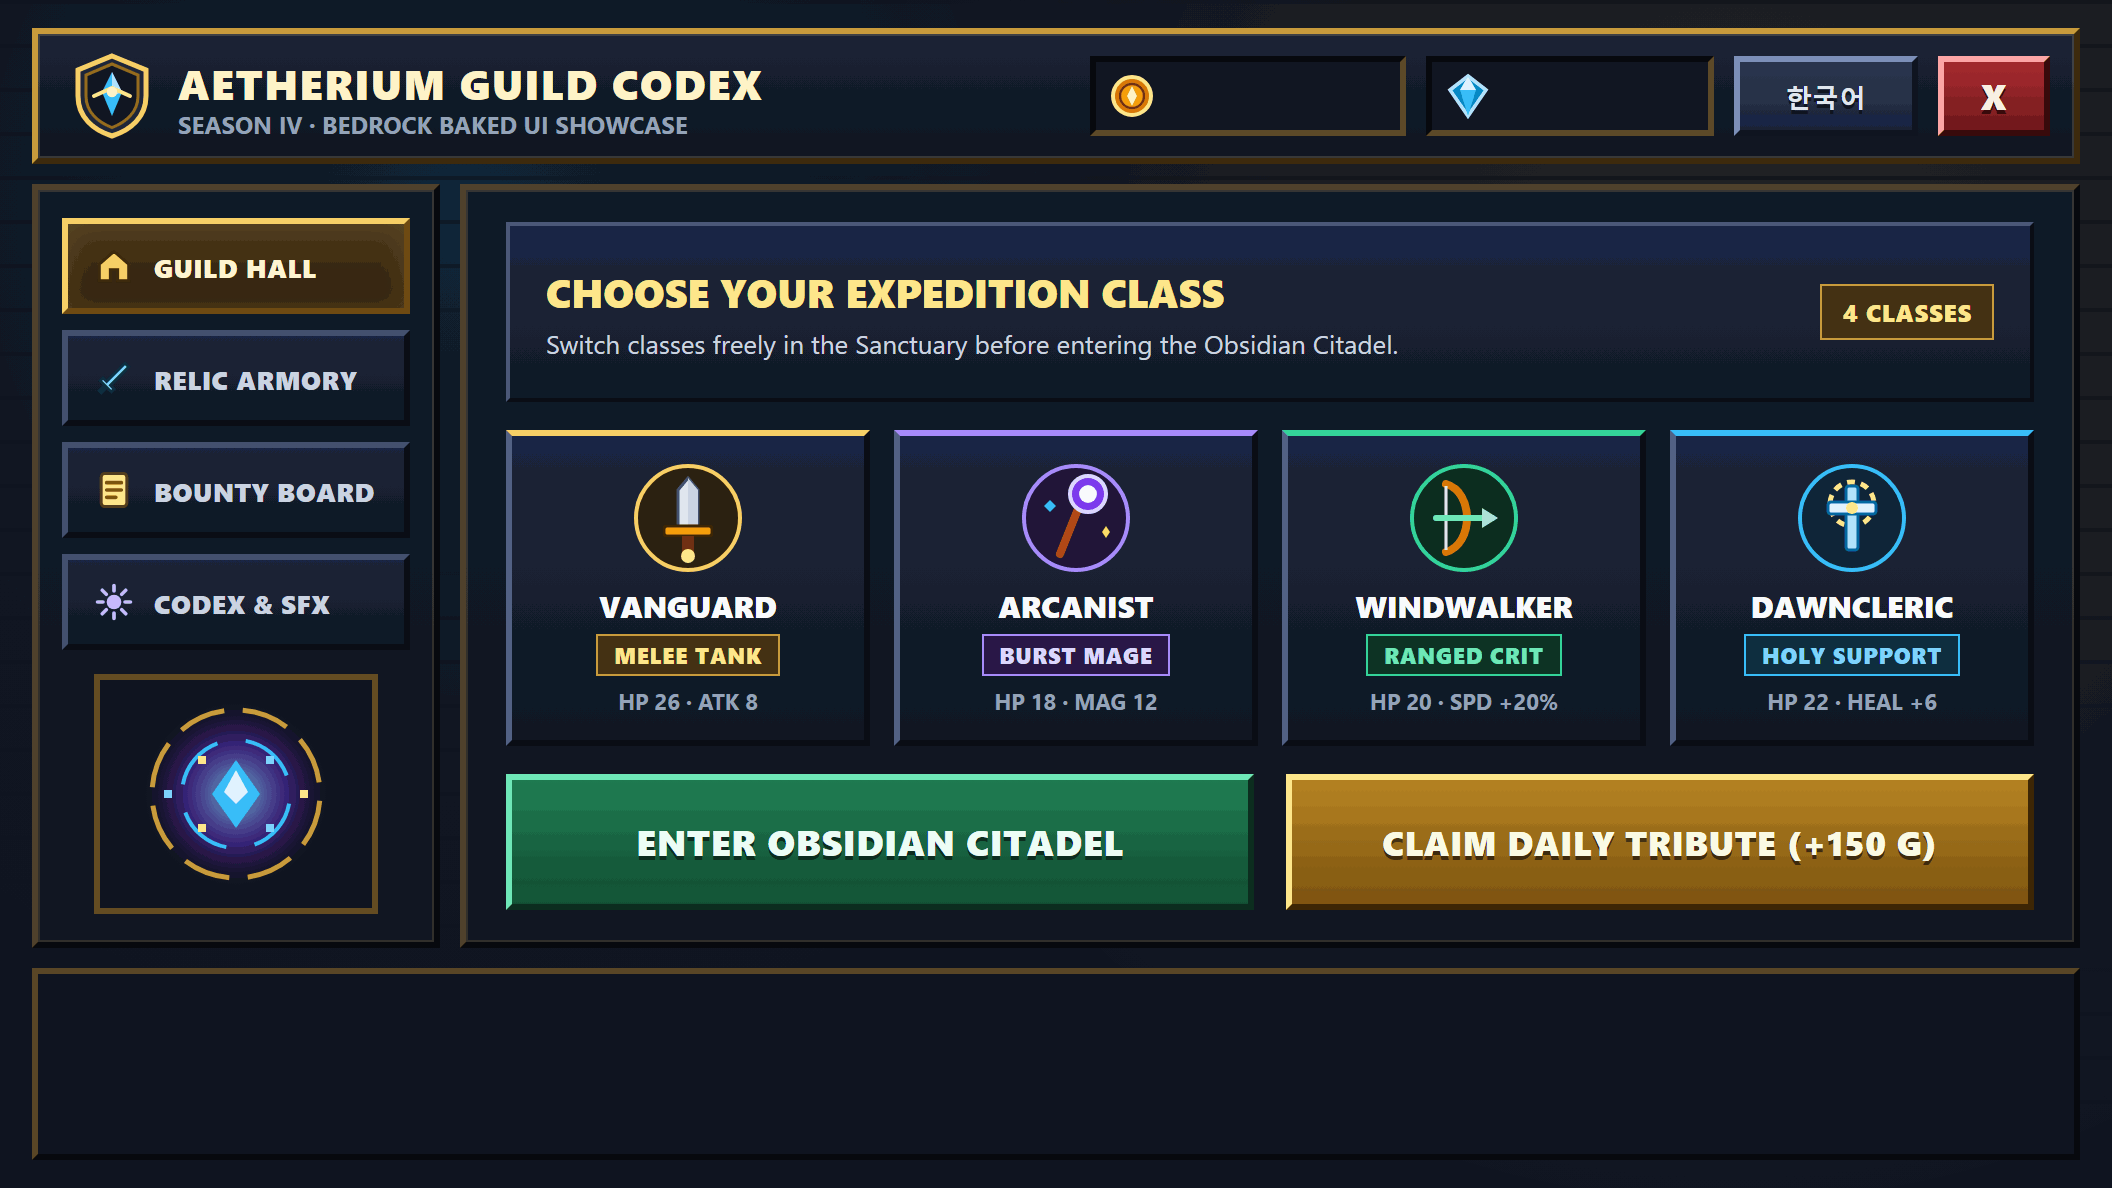 AETHERIUM GUILD CODEX
SEASON IV · BEDROCK BAKED UI SHOWCASE
한국어
X
GUILD HALL
RELIC ARMORY
BOUNTY BOARD
CODEX & SFX
CHOOSE YOUR EXPEDITION CLASS
Switch classes freely in the Sanctuary before entering the Obsidian Citadel.
4 CLASSES
VANGUARD
MELEE TANK
HP 26 · ATK 8
ARCANIST
BURST MAGE
HP 18 · MAG 12
WINDWALKER
RANGED CRIT
HP 20 · SPD +20%
DAWNCLERIC
HOLY SUPPORT
HP 22 · HEAL +6
ENTER OBSIDIAN CITADEL
CLAIM DAILY TRIBUTE (+150 G)